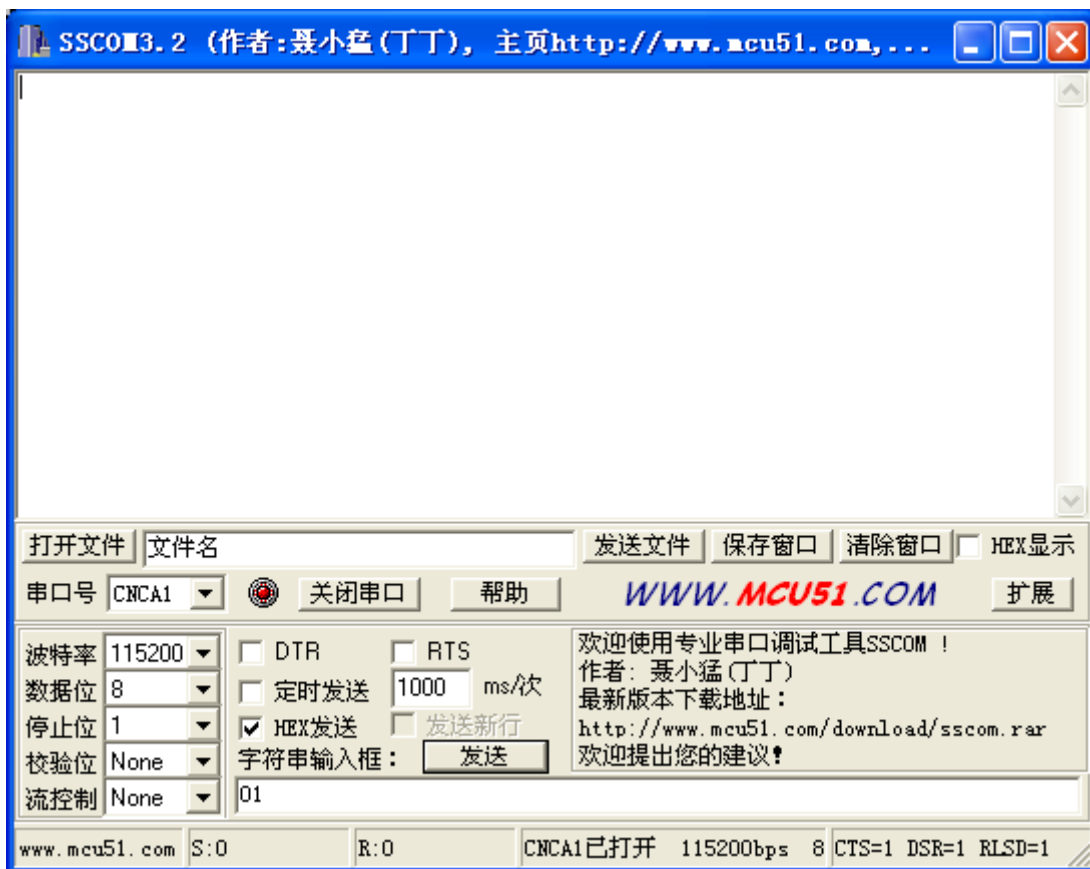 SSCOM3.2 (作者:聂小猛(丁丁), 主页http://www.mcu51.com,...
打开文件 文件名 发送文件 保存窗口 清除窗口 HEX显示
串口号 CNCA1 关闭串口 帮助 WWW.MCU51.COM 扩展
波特率 115200 DTR RTS
数据位 8 定时发送 1000 ms/次
停止位 1 HEX发送 发送新行
校验位 None 字符串输入框: 发送
流控制 None 01
欢迎使用专业串口调试工具SSCOM !
作者: 聂小猛(丁丁)
最新版本下载地址:
http://www.mcu51.com/download/sscom.rar
欢迎提出您的建议!
www.mcu51.com S:0 R:0 CNCA1已打开 115200bps 8 CTS=1 DSR=1 RLSD=1